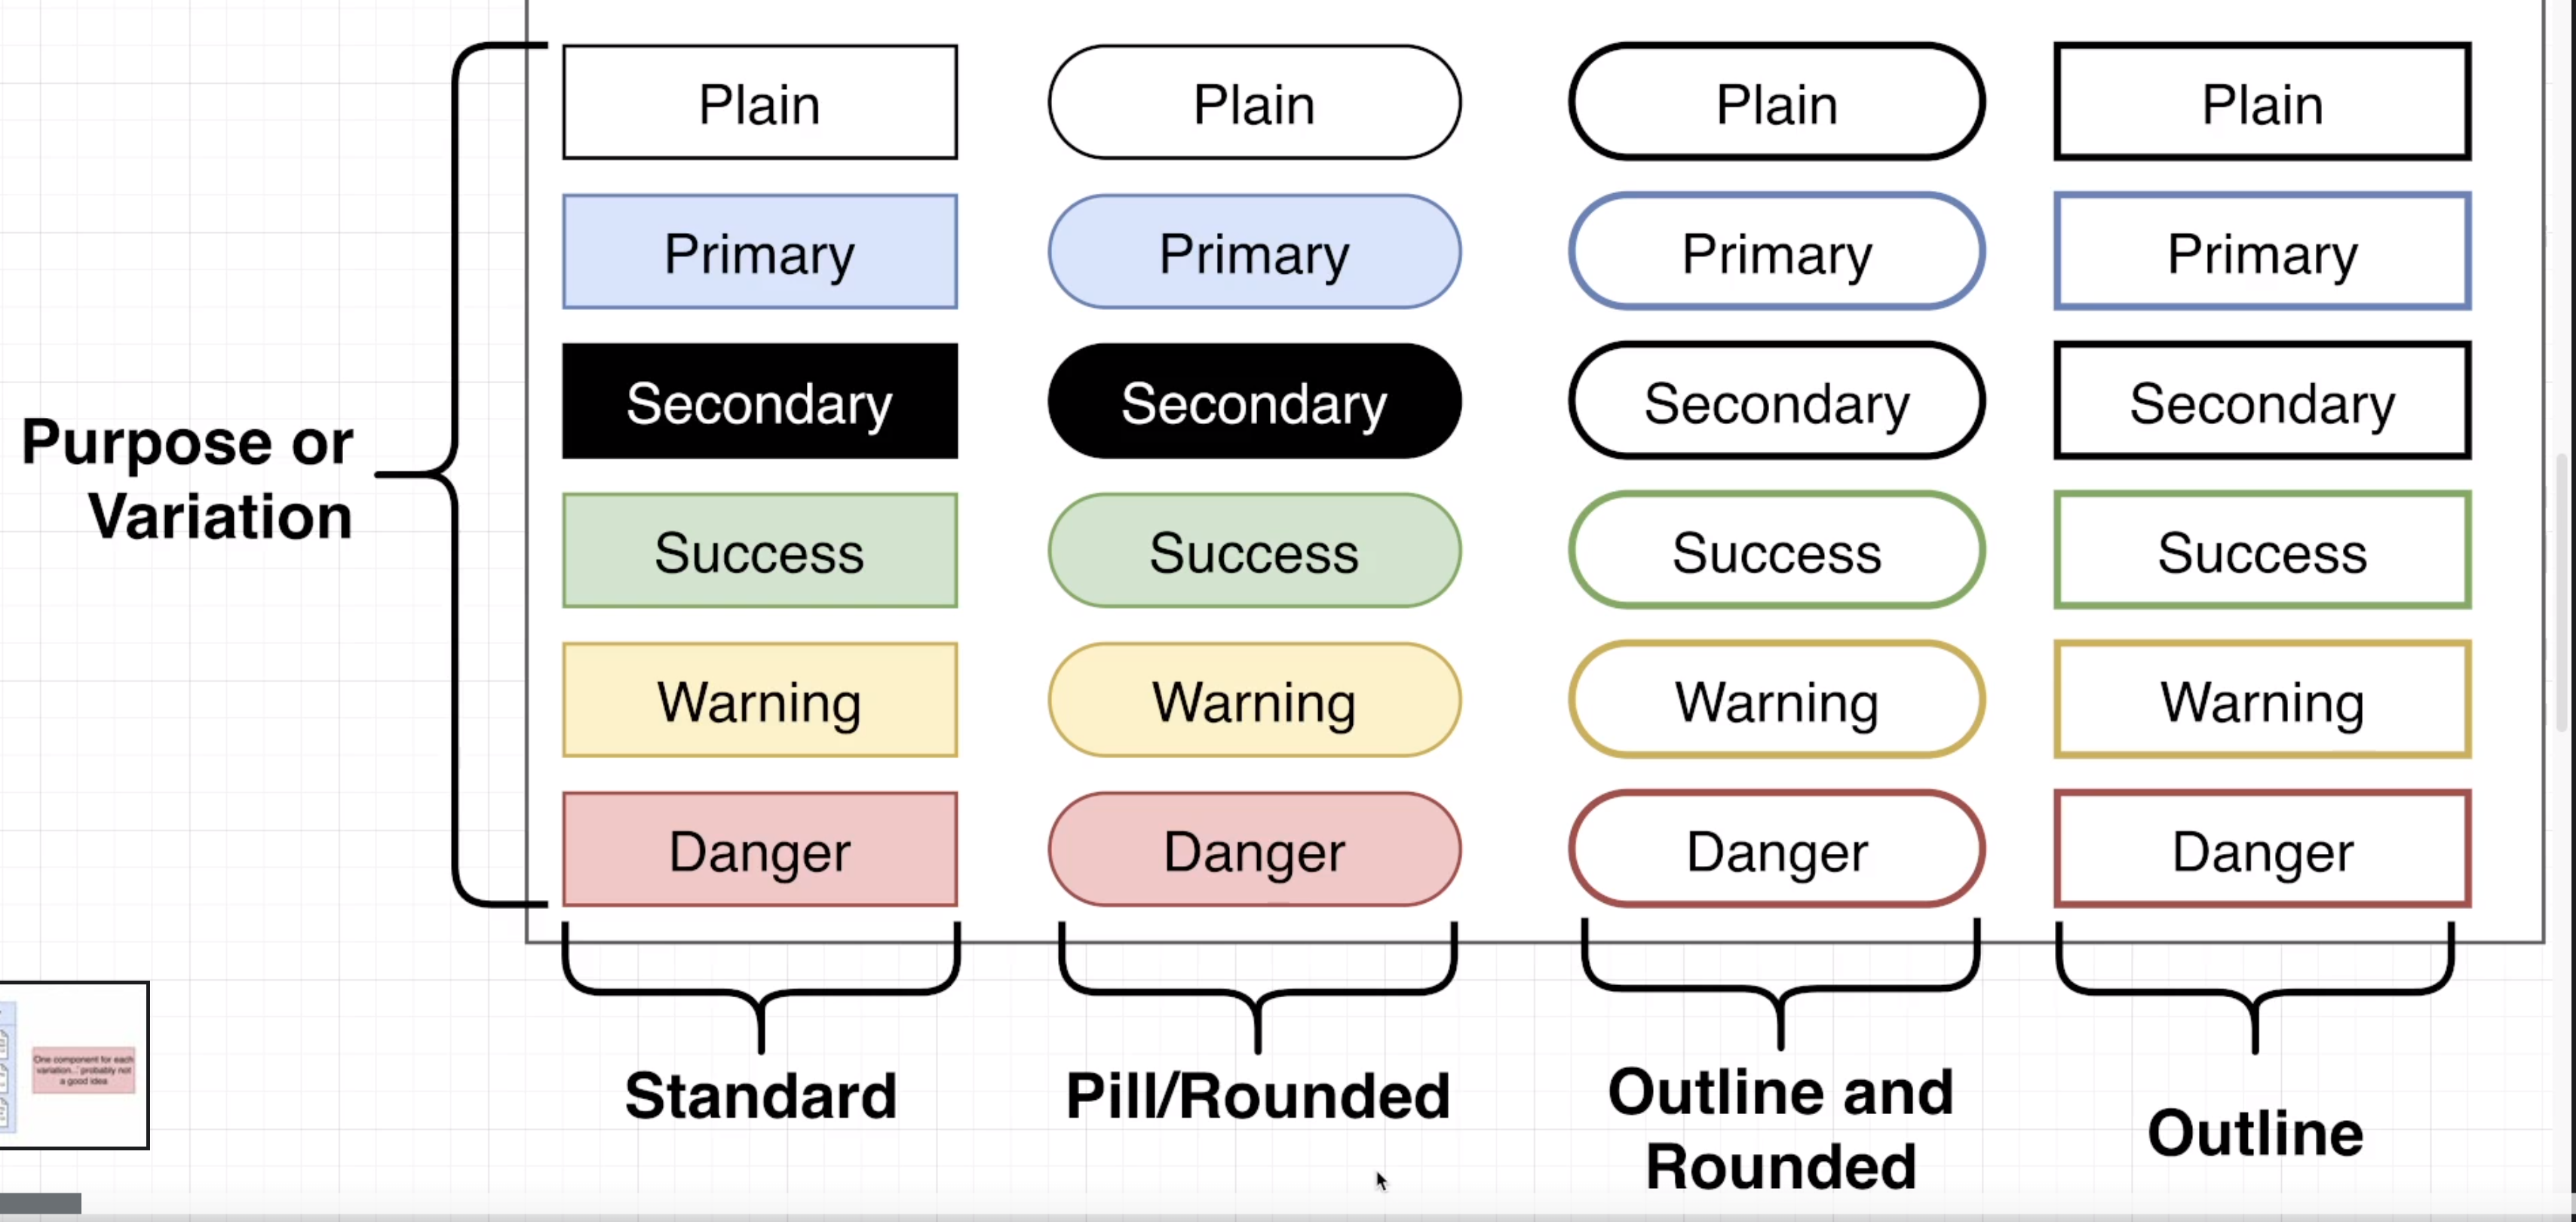 Plain Plain Plain Plain
Primary Primary Primary Primary
Secondary Secondary Secondary Secondary
Purpose or
Variation
Success Success Success Success
Warning Warning Warning Warning
Danger Danger Danger Danger
One component for each
variation... probably not
a good idea
Standard Pill/Rounded Outline and
Rounded
Outline